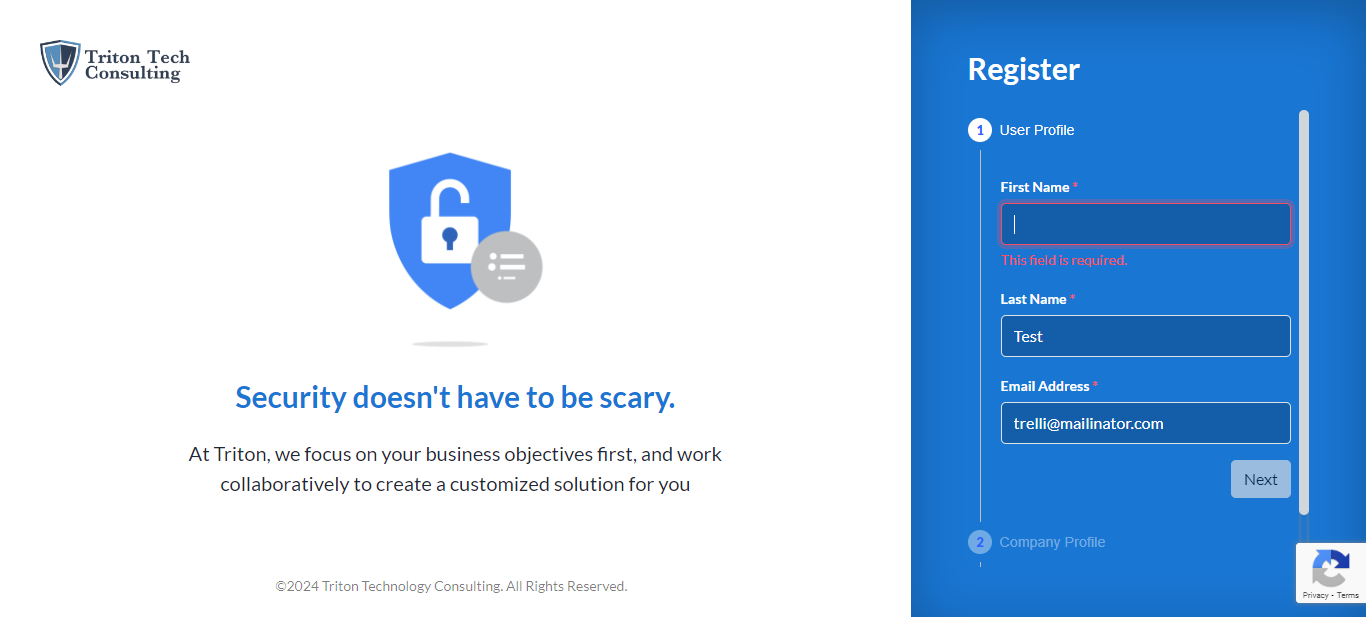 Triton Tech
Consulting
Security doesn't have to be scary.
At Triton, we focus on your business objectives first, and work
collaboratively to create a customized solution for you
©2024 Triton Technology Consulting. All Rights Reserved.
Register
1 User Profile
First Name *
This field is required.
Last Name *
Test
Email Address *
trelli@mailinator.com
Next
2 Company Profile
Privacy - Terms